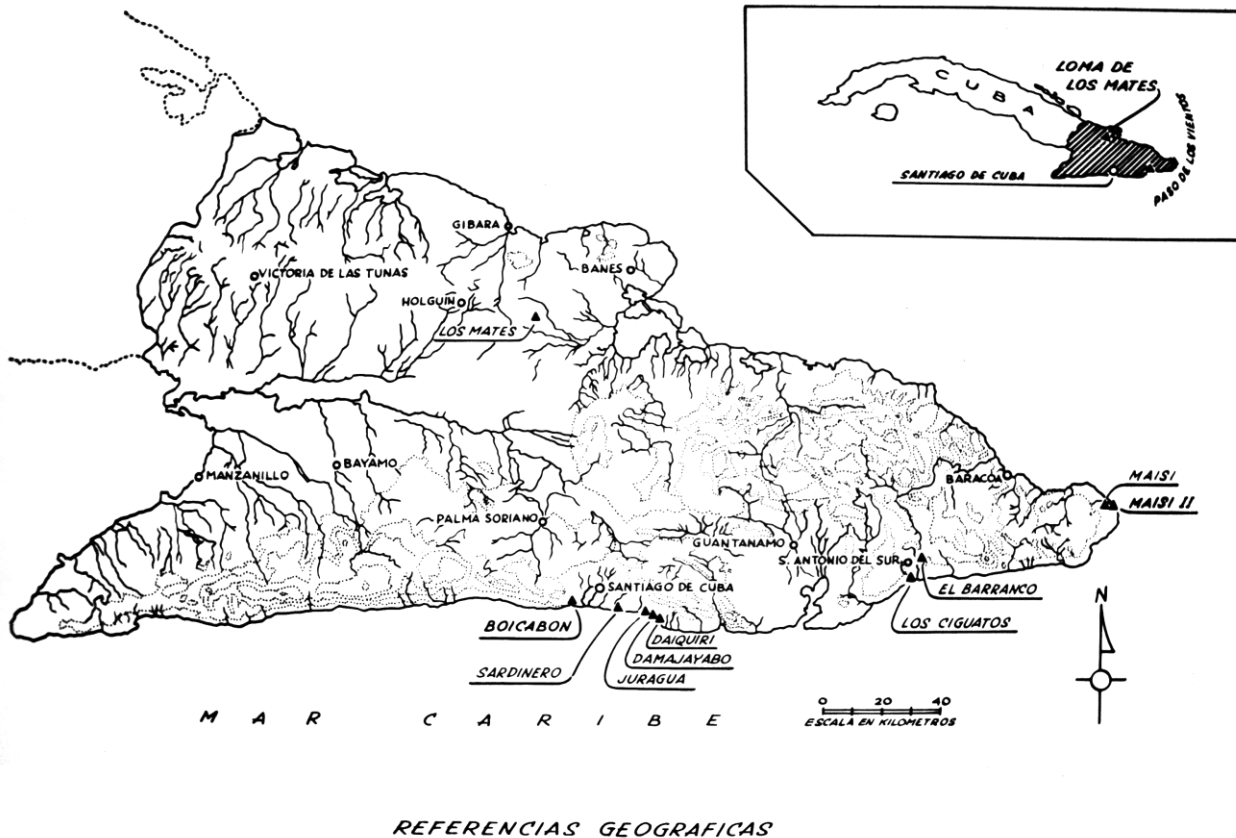 CUBA
LOMA DE
LOS MATES
PASO DE LOS VIENTOS
SANTIAGO DE CUBA
GIBARA
BANES
VICTORIA DE LAS TUNAS
HOLGUIN
LOS MATES
MANZANILLO
BAYAMO
BARACOA
MAISI
MAISI II
PALMA SORIANO
GUANTANAMO
S. ANTONIO DEL SUR
SANTIAGO DE CUBA
EL BARRANCO
BOICABON
LOS CIGUATOS
DAIQUIRI
DAMAJAYABO
SARDINERO
JURAGUA
N
MAR CARIBE
0 20 40
ESCALA EN KILOMETROS
REFERENCIAS GEOGRAFICAS